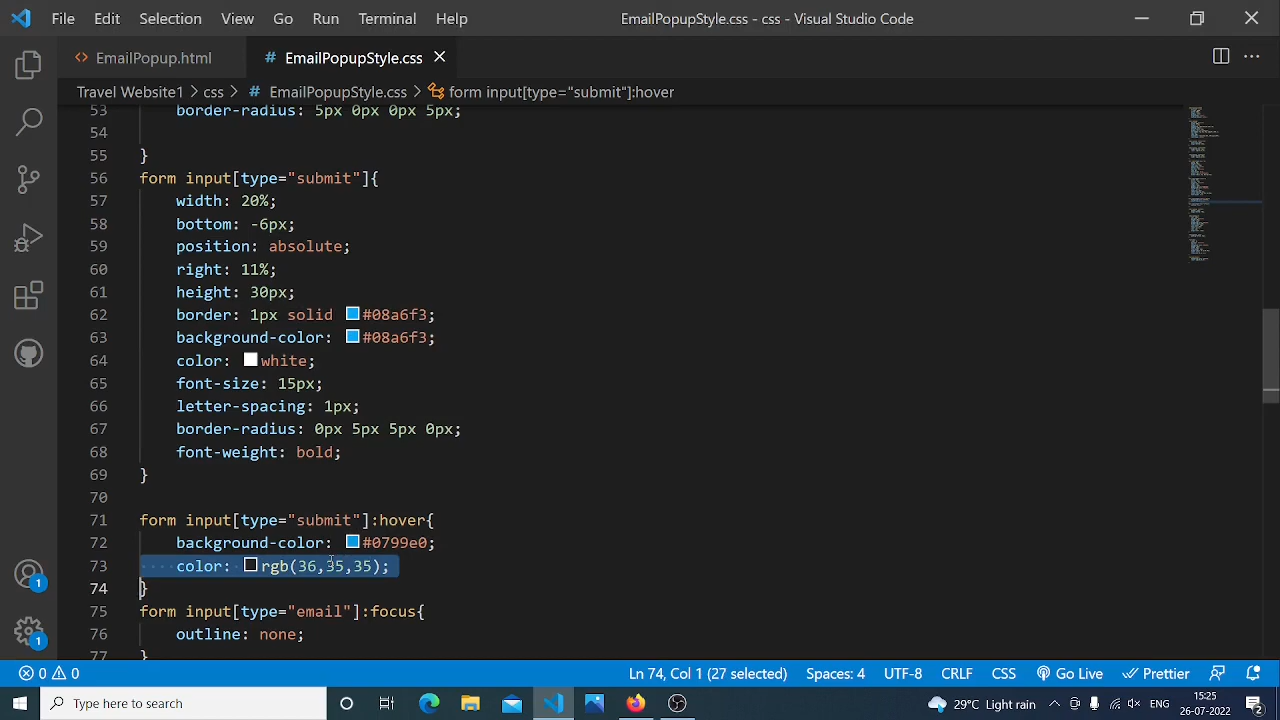 File Edit Selection View Go Run Terminal Help EmailPopupStyle.css - css - Visual Studio Code
<> EmailPopup.html # EmailPopupStyle.css
Travel Website1 > css > # EmailPopupStyle.css > form input[type="submit"]:hover
53 border-radius: 5px 0px 0px 5px;
54
55 }
56 form input[type="submit"]{
57 width: 20%;
58 bottom: -6px;
59 position: absolute;
60 right: 11%;
61 height: 30px;
62 border: 1px solid #08a6f3;
63 background-color: #08a6f3;
64 color: white;
65 font-size: 15px;
66 letter-spacing: 1px;
67 border-radius: 0px 5px 5px 0px;
68 font-weight: bold;
69 }
70
71 form input[type="submit"]:hover{
72 background-color: #0799e0;
73 color: rgb(36,35,35);
74 }
75 form input[type="email"]:focus{
76 outline: none;
77 }
1
1
0 0 Ln 74, Col 1 (27 selected) Spaces: 4 UTF-8 CRLF CSS Go Live Prettier
Type here to search 29°C Light rain ENG 15:25
26-07-2022 2